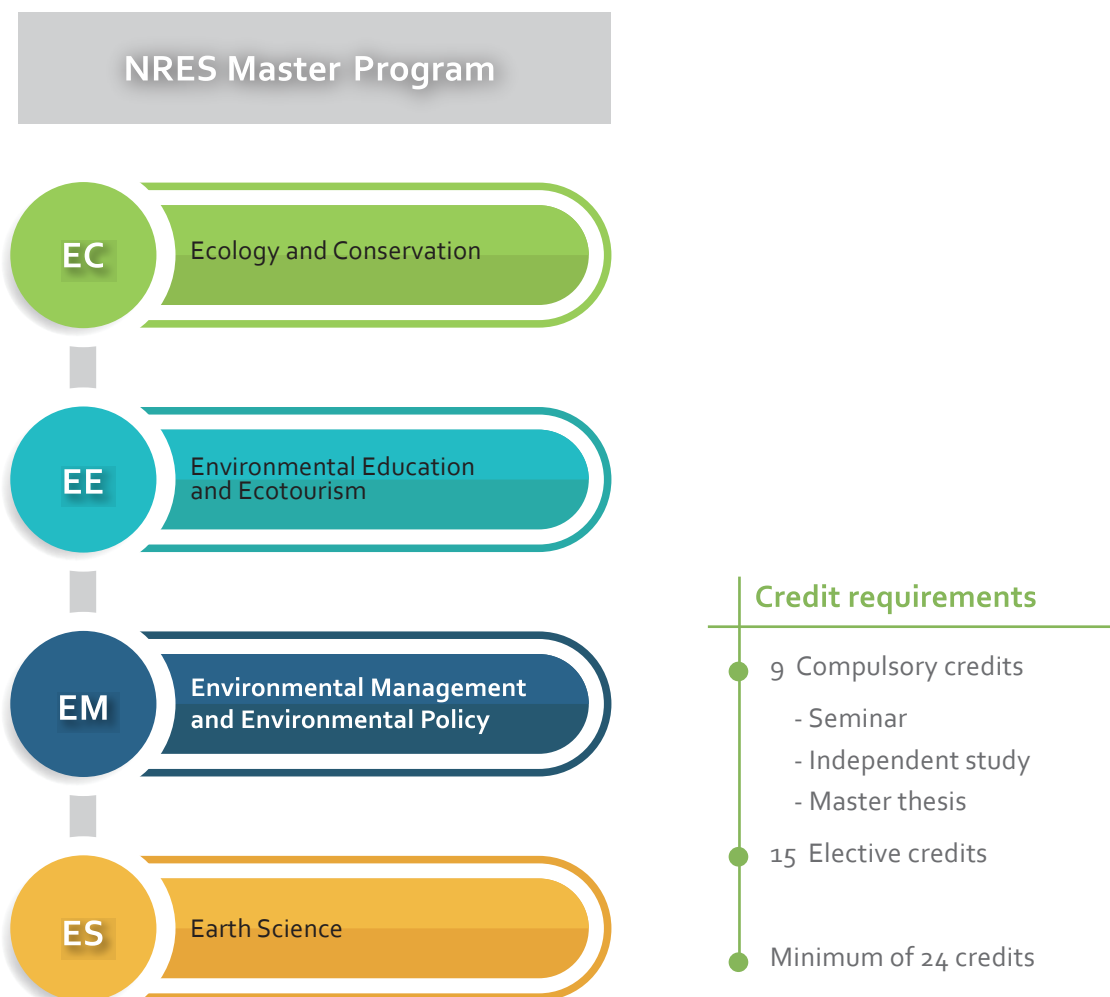 NRES Master Program
EC
Ecology and Conservation
EE
Environmental Education
and Ecotourism
EM
Environmental Management
and Environmental Policy
ES
Earth Science
Credit requirements
9 Compulsory credits
- Seminar
- Independent study
- Master thesis
15 Elective credits
Minimum of 24 credits